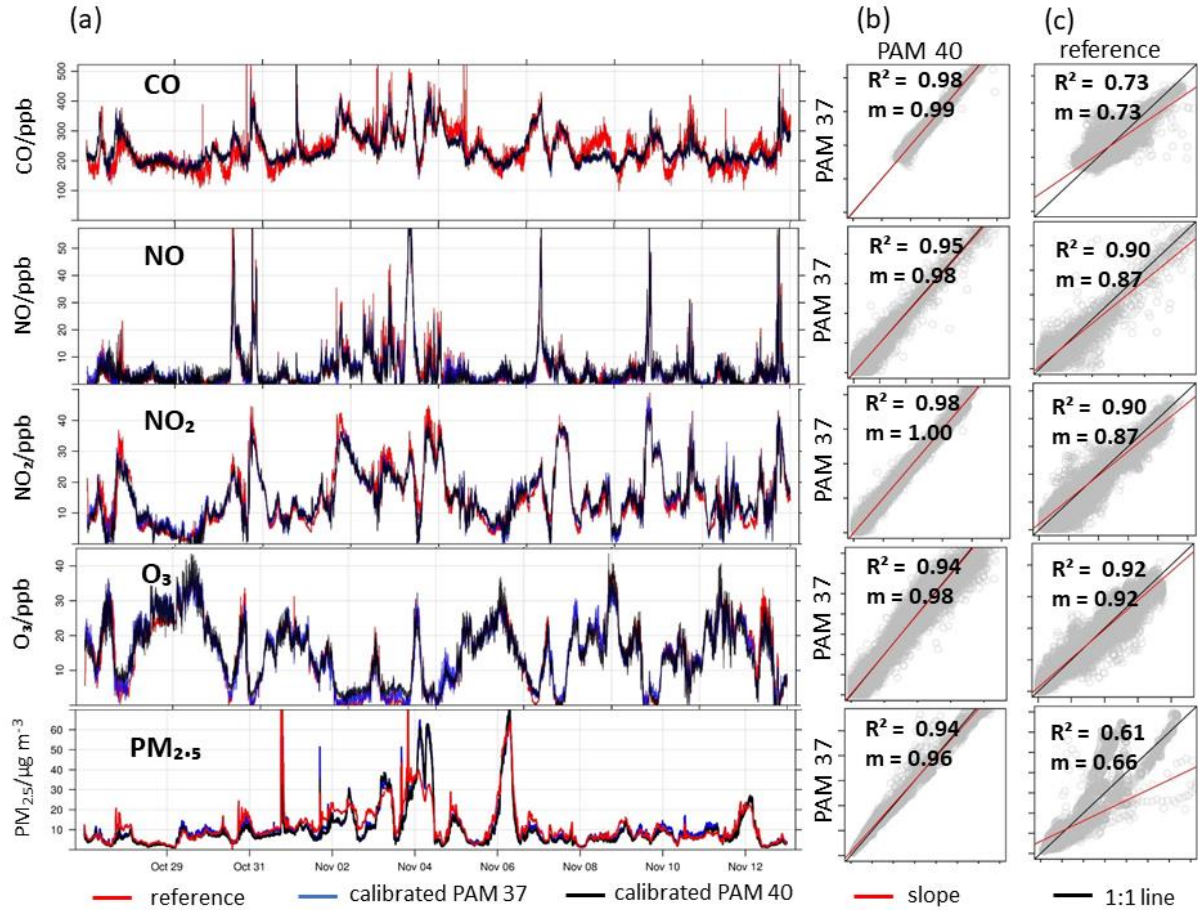 (a)
(b)
(c)
PAM 40
reference
CO/ppb
100 200 300 400 500
CO
PAM 37
R² = 0.98
m = 0.99
R² = 0.73
m = 0.73
NO/ppb
10 20 30 40 50
NO
PAM 37
R² = 0.95
m = 0.98
R² = 0.90
m = 0.87
NO₂/ppb
10 20 30 40
NO₂
PAM 37
R² = 0.98
m = 1.00
R² = 0.90
m = 0.87
O₃/ppb
10 20 30 40
O₃
PAM 37
R² = 0.94
m = 0.98
R² = 0.92
m = 0.92
PM₂.₅/µg m⁻³
10 20 30 40 50 60
PM₂.₅
PAM 37
R² = 0.94
m = 0.96
R² = 0.61
m = 0.66
Oct 29 Oct 31 Nov 02 Nov 04 Nov 06 Nov 08 Nov 10 Nov 12
reference calibrated PAM 37 calibrated PAM 40 slope 1:1 line